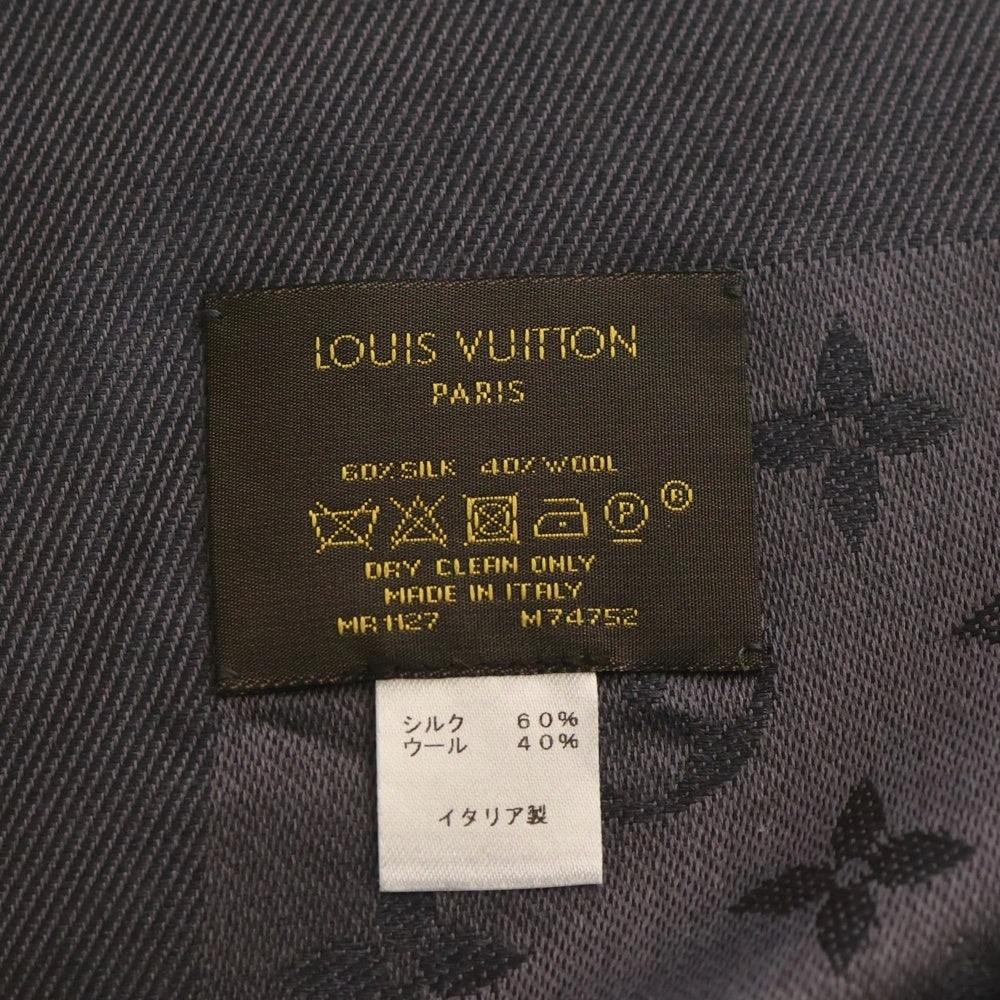 LOUIS VUITTON
PARIS
60% SILK 40% WOOL
P ®
DRY CLEAN ONLY
MADE IN ITALY
MR1127 M74752
シルク 60%
ウール 40%
イタリア製